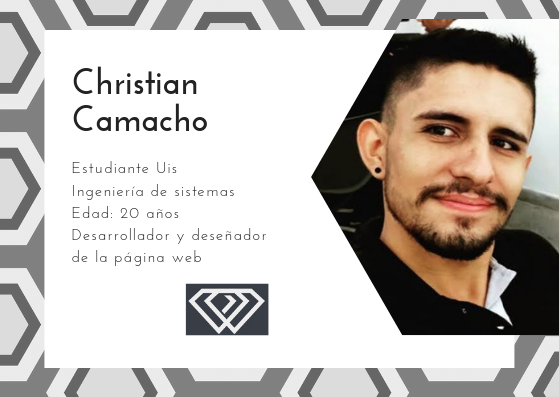 Christian
Camacho
Estudiante Uis
Ingeniería de sistemas
Edad: 20 años
Desarrollador y deseñador
de la página web